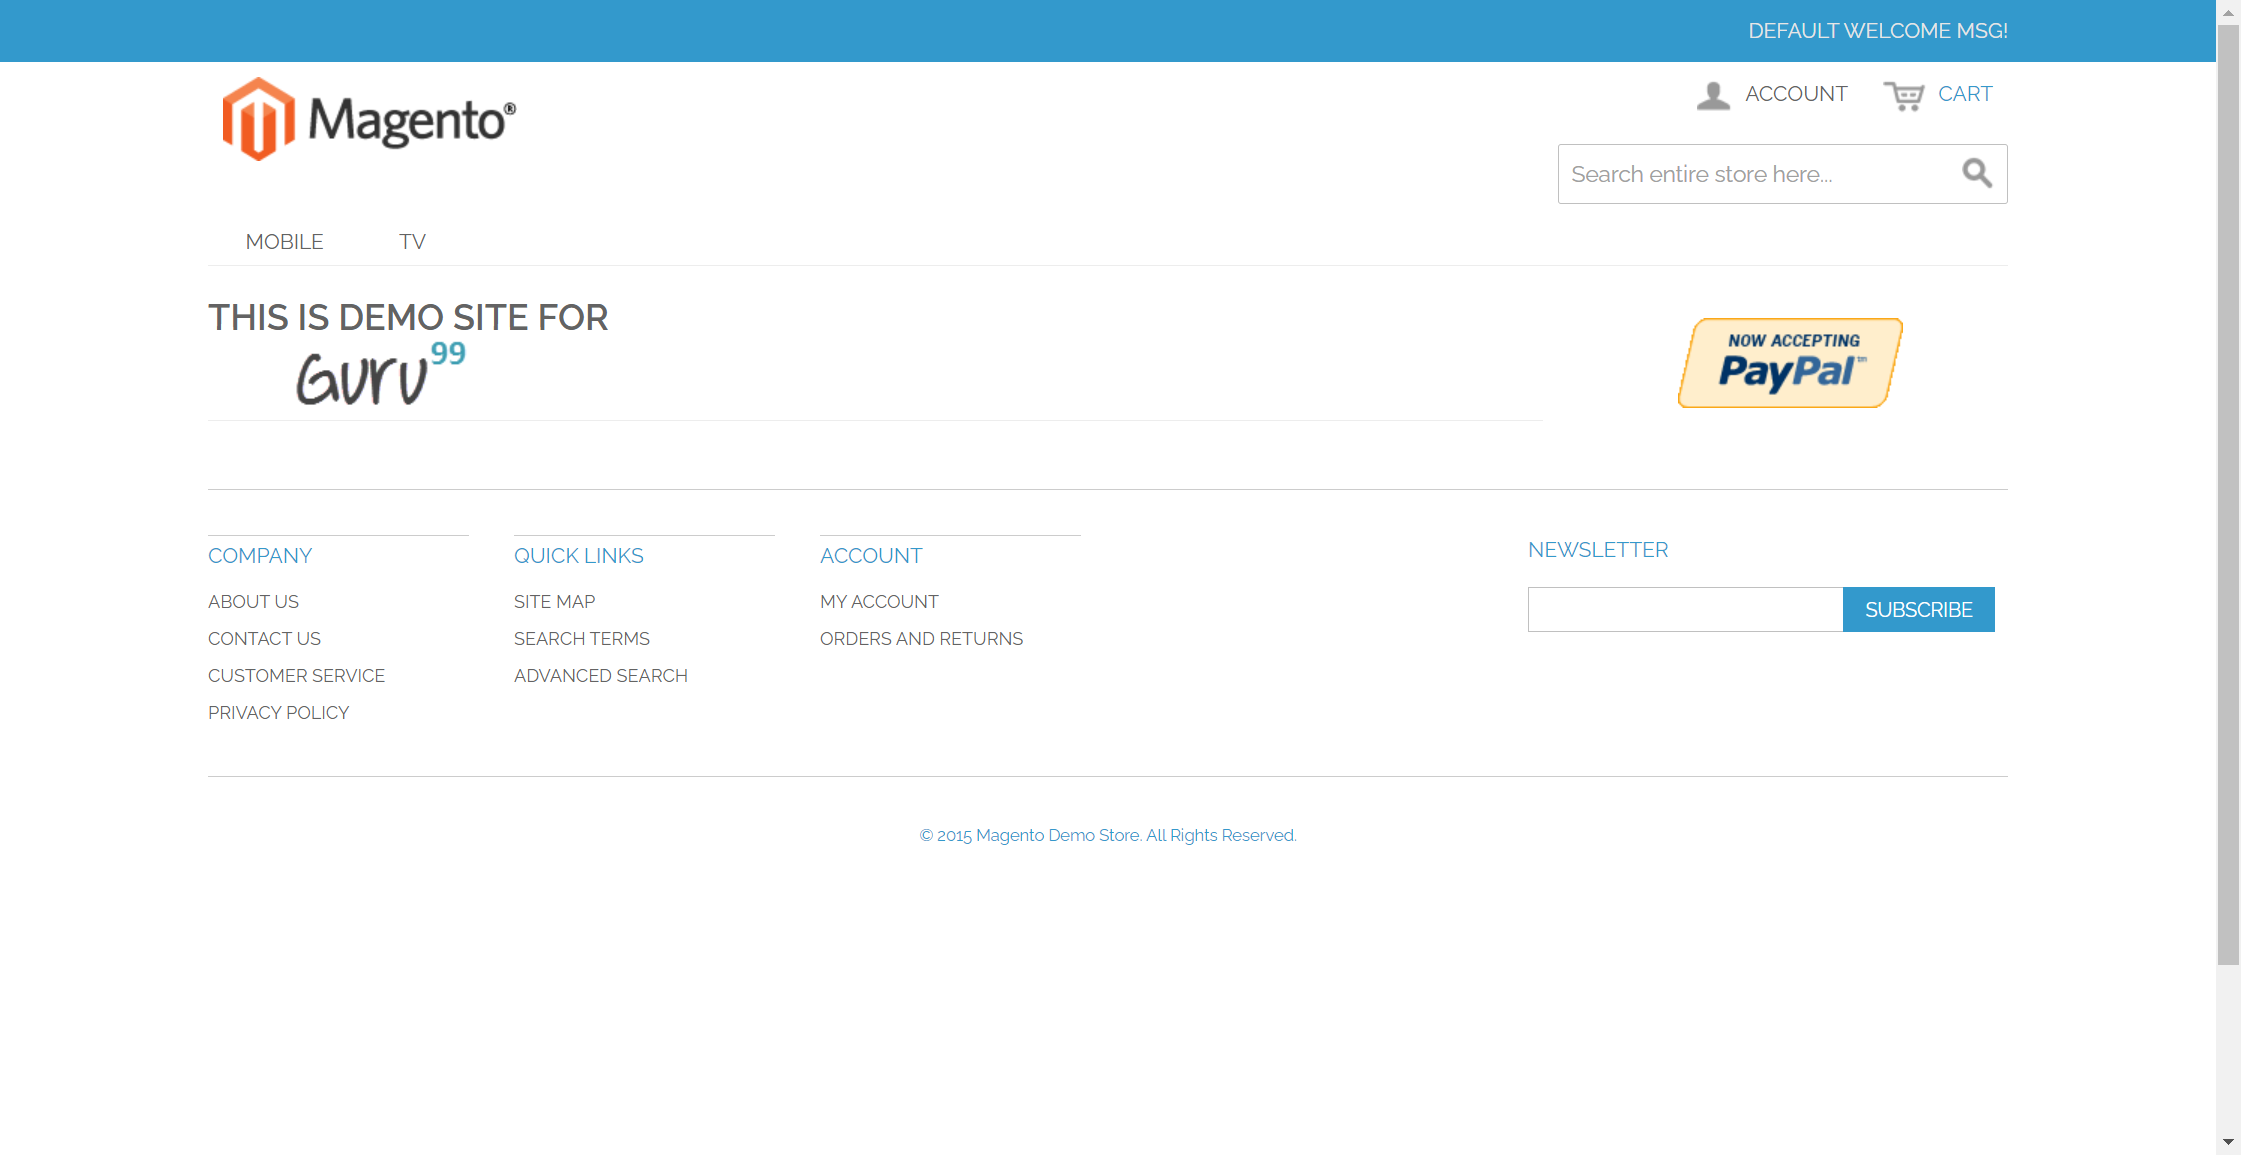 DEFAULT WELCOME MSG!
Magento®
ACCOUNT
CART
Search entire store here...
MOBILE
TV
THIS IS DEMO SITE FOR
Guru99
NOW ACCEPTING
PayPal™
COMPANY
ABOUT US
CONTACT US
CUSTOMER SERVICE
PRIVACY POLICY
QUICK LINKS
SITE MAP
SEARCH TERMS
ADVANCED SEARCH
ACCOUNT
MY ACCOUNT
ORDERS AND RETURNS
NEWSLETTER
SUBSCRIBE
© 2015 Magento Demo Store. All Rights Reserved.